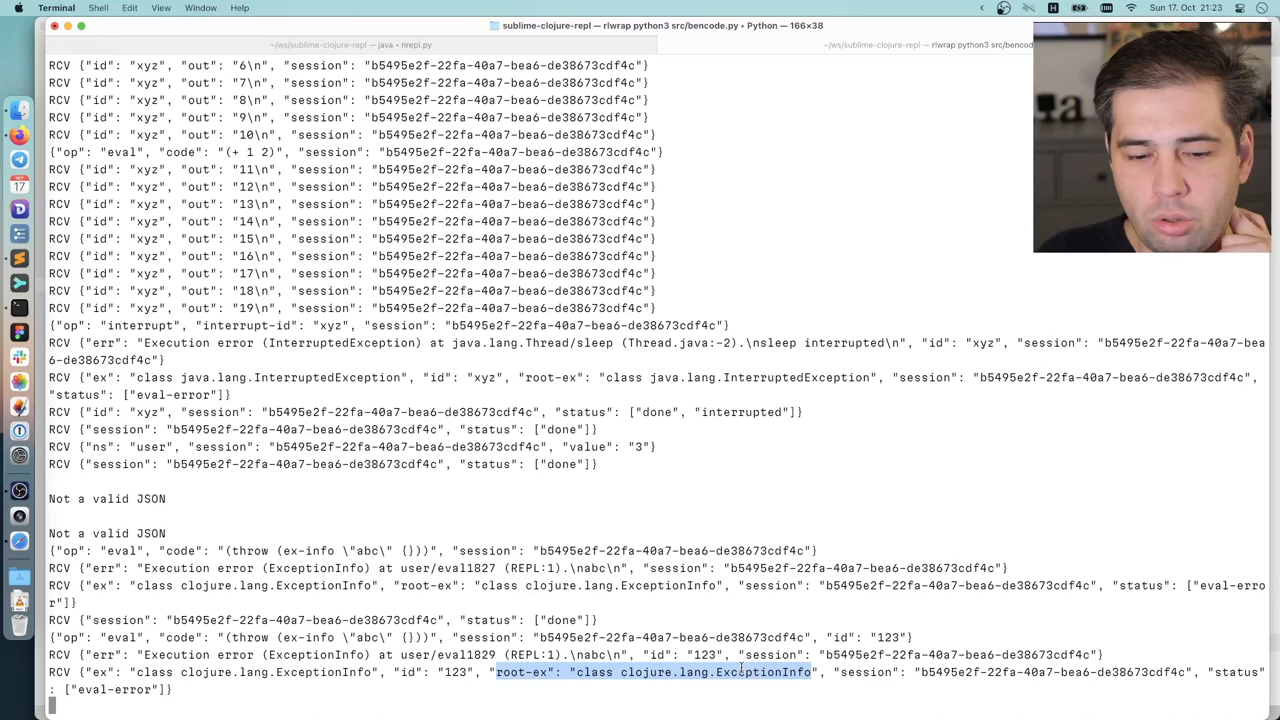 Terminal Shell Edit View Window Help
Sun 17. Oct 21:23
sublime-clojure-repl — rlwrap python3 src/bencode.py • Python — 166×38
~/ws/sublime-clojure-repl — java • nrepl.py
~/ws/sublime-clojure-repl — rlwrap python3 src/bencod
RCV {"id": "xyz", "out": "6\n", "session": "b5495e2f-22fa-40a7-bea6-de38673cdf4c"}
RCV {"id": "xyz", "out": "7\n", "session": "b5495e2f-22fa-40a7-bea6-de38673cdf4c"}
RCV {"id": "xyz", "out": "8\n", "session": "b5495e2f-22fa-40a7-bea6-de38673cdf4c"}
RCV {"id": "xyz", "out": "9\n", "session": "b5495e2f-22fa-40a7-bea6-de38673cdf4c"}
RCV {"id": "xyz", "out": "10\n", "session": "b5495e2f-22fa-40a7-bea6-de38673cdf4c"}
{"op": "eval", "code": "(+ 1 2)", "session": "b5495e2f-22fa-40a7-bea6-de38673cdf4c"}
RCV {"id": "xyz", "out": "11\n", "session": "b5495e2f-22fa-40a7-bea6-de38673cdf4c"}
RCV {"id": "xyz", "out": "12\n", "session": "b5495e2f-22fa-40a7-bea6-de38673cdf4c"}
RCV {"id": "xyz", "out": "13\n", "session": "b5495e2f-22fa-40a7-bea6-de38673cdf4c"}
RCV {"id": "xyz", "out": "14\n", "session": "b5495e2f-22fa-40a7-bea6-de38673cdf4c"}
RCV {"id": "xyz", "out": "15\n", "session": "b5495e2f-22fa-40a7-bea6-de38673cdf4c"}
RCV {"id": "xyz", "out": "16\n", "session": "b5495e2f-22fa-40a7-bea6-de38673cdf4c"}
RCV {"id": "xyz", "out": "17\n", "session": "b5495e2f-22fa-40a7-bea6-de38673cdf4c"}
RCV {"id": "xyz", "out": "18\n", "session": "b5495e2f-22fa-40a7-bea6-de38673cdf4c"}
RCV {"id": "xyz", "out": "19\n", "session": "b5495e2f-22fa-40a7-bea6-de38673cdf4c"}
{"op": "interrupt", "interrupt-id": "xyz", "session": "b5495e2f-22fa-40a7-bea6-de38673cdf4c"}
RCV {"err": "Execution error (InterruptedException) at java.lang.Thread/sleep (Thread.java:-2).\nsleep interrupted\n", "id": "xyz", "session": "b5495e2f-22fa-40a7-bea
6-de38673cdf4c"}
RCV {"ex": "class java.lang.InterruptedException", "id": "xyz", "root-ex": "class java.lang.InterruptedException", "session": "b5495e2f-22fa-40a7-bea6-de38673cdf4c",
"status": ["eval-error"]}
RCV {"id": "xyz", "session": "b5495e2f-22fa-40a7-bea6-de38673cdf4c", "status": ["done", "interrupted"]}
RCV {"session": "b5495e2f-22fa-40a7-bea6-de38673cdf4c", "status": ["done"]}
RCV {"ns": "user", "session": "b5495e2f-22fa-40a7-bea6-de38673cdf4c", "value": "3"}
RCV {"session": "b5495e2f-22fa-40a7-bea6-de38673cdf4c", "status": ["done"]}
Not a valid JSON
Not a valid JSON
{"op": "eval", "code": "(throw (ex-info \"abc\" {}))", "session": "b5495e2f-22fa-40a7-bea6-de38673cdf4c"}
RCV {"err": "Execution error (ExceptionInfo) at user/eval1827 (REPL:1).\nabc\n", "session": "b5495e2f-22fa-40a7-bea6-de38673cdf4c"}
RCV {"ex": "class clojure.lang.ExceptionInfo", "root-ex": "class clojure.lang.ExceptionInfo", "session": "b5495e2f-22fa-40a7-bea6-de38673cdf4c", "status": ["eval-erro
r"]}
RCV {"session": "b5495e2f-22fa-40a7-bea6-de38673cdf4c", "status": ["done"]}
{"op": "eval", "code": "(throw (ex-info \"abc\" {}))", "session": "b5495e2f-22fa-40a7-bea6-de38673cdf4c", "id": "123"}
RCV {"err": "Execution error (ExceptionInfo) at user/eval1829 (REPL:1).\nabc\n", "id": "123", "session": "b5495e2f-22fa-40a7-bea6-de38673cdf4c"}
RCV {"ex": "class clojure.lang.ExceptionInfo", "id": "123", "root-ex": "class clojure.lang.ExceptionInfo", "session": "b5495e2f-22fa-40a7-bea6-de38673cdf4c", "status"
: ["eval-error"]}